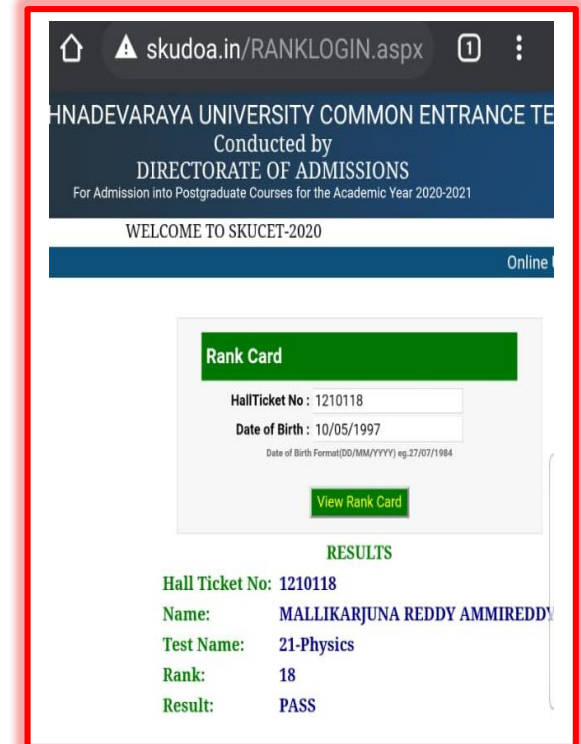 skudoa.in/RANKLOGIN.aspx 1
HNADEVARAYA UNIVERSITY COMMON ENTRANCE TE
Conducted by
DIRECTORATE OF ADMISSIONS
For Admission into Postgraduate Courses for the Academic Year 2020-2021
WELCOME TO SKUCET-2020
Online
Rank Card
HallTicket No : 1210118
Date of Birth : 10/05/1997
Date of Birth Format(DD/MM/YYYY) eg.27/07/1984
View Rank Card
RESULTS
Hall Ticket No: 1210118
Name: MALLIKARJUNA REDDY AMMIREDDY
Test Name: 21-Physics
Rank: 18
Result: PASS